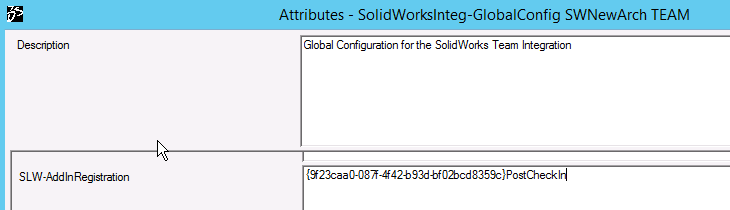 Attributes - SolidWorksInteg-GlobalConfig SWNewArch TEAM
Description
Global Configuration for the SolidWorks Team Integration
SLW-AddInRegistration
{9f23caa0-087f-4f42-b93d-bf02bcd8359c}PostCheckIn